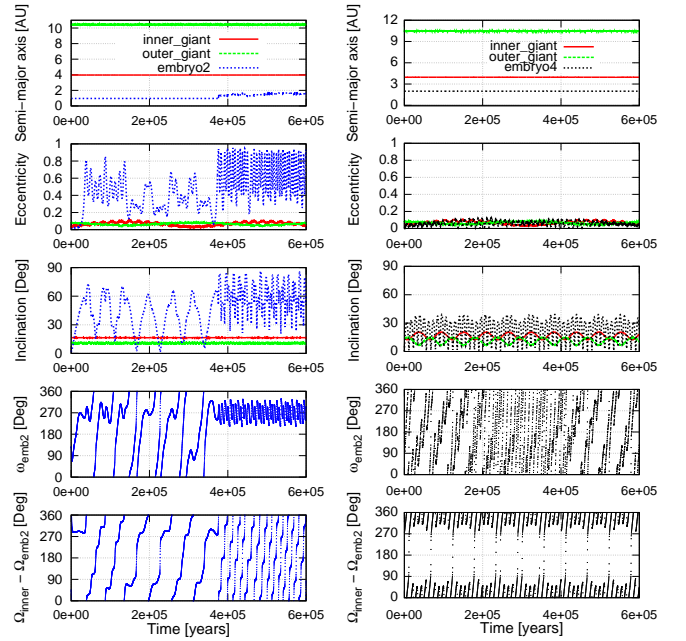 Semi-major axis [AU]
10
8
6
4
2
0
inner_giant
outer_giant
embryo2
0e+00 2e+05 4e+05 6e+05
Eccentricity
1
0.8
0.6
0.4
0.2
0
0e+00 2e+05 4e+05 6e+05
Inclination [Deg]
90
60
30
0
0e+00 2e+05 4e+05 6e+05
ω_emb2 [Deg]
360
270
180
90
0
0e+00 2e+05 4e+05 6e+05
Ω_inner − Ω_emb2 [Deg]
360
270
180
90
0
0e+00 2e+05 4e+05 6e+05
Time [years]
Semi-major axis [AU]
12
9
6
3
0
inner_giant
outer_giant
embryo4
0e+00 2e+05 4e+05 6e+05
Eccentricity
1
0.8
0.6
0.4
0.2
0
0e+00 2e+05 4e+05 6e+05
Inclination [Deg]
90
60
30
0
0e+00 2e+05 4e+05 6e+05
ω_emb2 [Deg]
360
270
180
90
0
0e+00 2e+05 4e+05 6e+05
Ω_inner − Ω_emb2 [Deg]
360
270
180
90
0
0e+00 2e+05 4e+05 6e+05
Time [years]